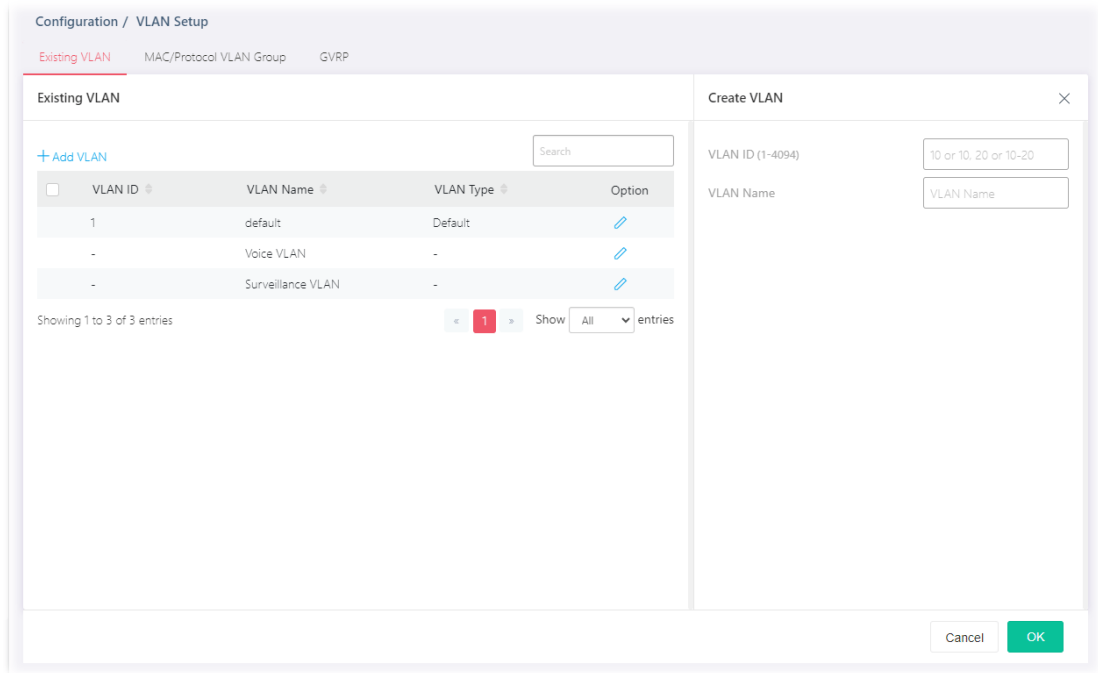 Configuration / VLAN Setup
Existing VLAN MAC/Protocol VLAN Group GVRP
Existing VLAN
+ Add VLAN
Search
VLAN ID VLAN Name VLAN Type Option
1 default Default
- Voice VLAN -
- Surveillance VLAN -
Showing 1 to 3 of 3 entries « 1 » Show All entries
Create VLAN
VLAN ID (1-4094) 10 or 10. 20 or 10-20
VLAN Name VLAN Name
Cancel OK